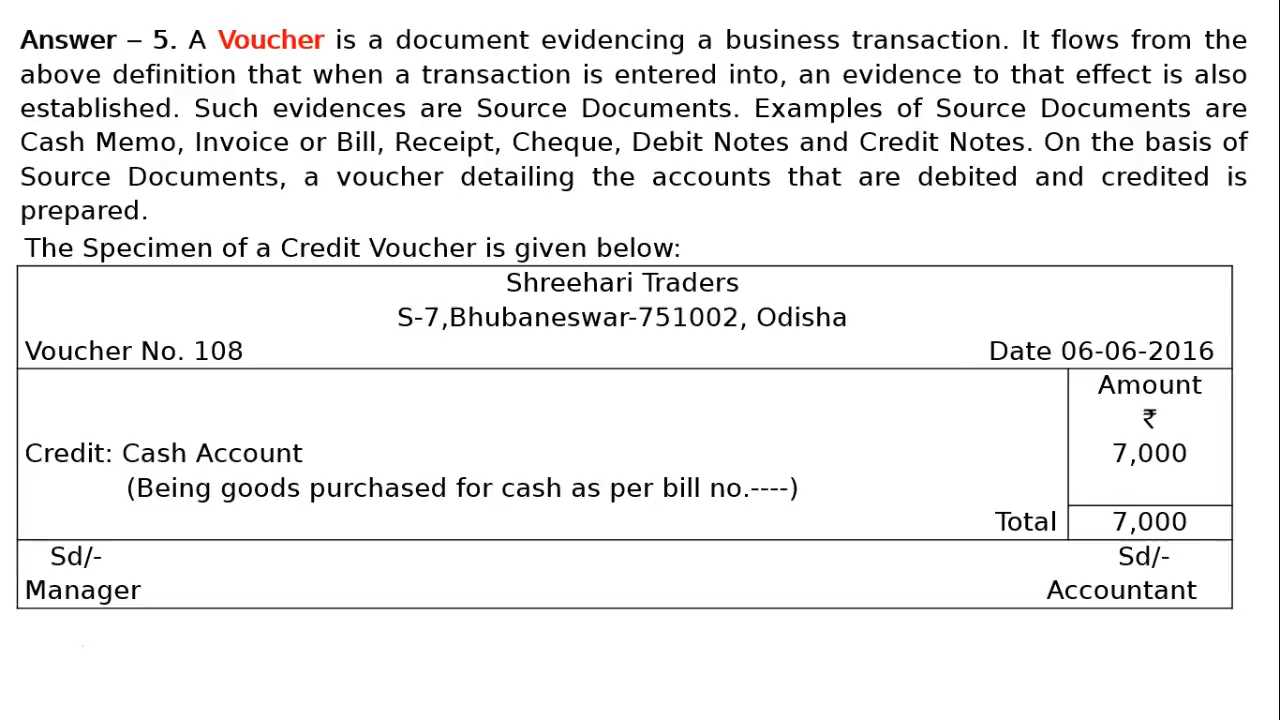 Answer – 5. A Voucher is a document evidencing a business transaction. It flows from the
above definition that when a transaction is entered into, an evidence to that effect is also
established. Such evidences are Source Documents. Examples of Source Documents are
Cash Memo, Invoice or Bill, Receipt, Cheque, Debit Notes and Credit Notes. On the basis of
Source Documents, a voucher detailing the accounts that are debited and credited is
prepared.
The Specimen of a Credit Voucher is given below:
Shreehari Traders
S-7,Bhubaneswar-751002, Odisha
Voucher No. 108 Date 06-06-2016
Amount
₹
Credit: Cash Account 7,000
(Being goods purchased for cash as per bill no.----)
Total 7,000
Sd/- Sd/-
Manager Accountant